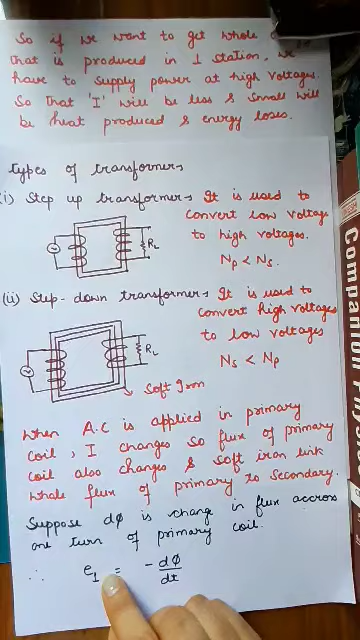 So if we want to get whole
that is produced in 1 station, we
have to supply power at high voltages.
So that 'I' will be less & small will
be heat produced & energy loses.
Types of transformers
(i) Step up transformer → It is used to
convert low voltage
to high voltages.
Np < Ns.
RL
(ii) Step-down transformer → It is used to
convert high voltages
to low voltages
Ns < Np
RL
Soft Iron
When A.C is applied in primary
coil, I changes so flux of primary
coil also changes & soft iron link
whole flux of primary to Secondary.
Suppose dφ is change in flux accross
one turn of primary coil.
∴ e1 = - dφ/dt
Companion